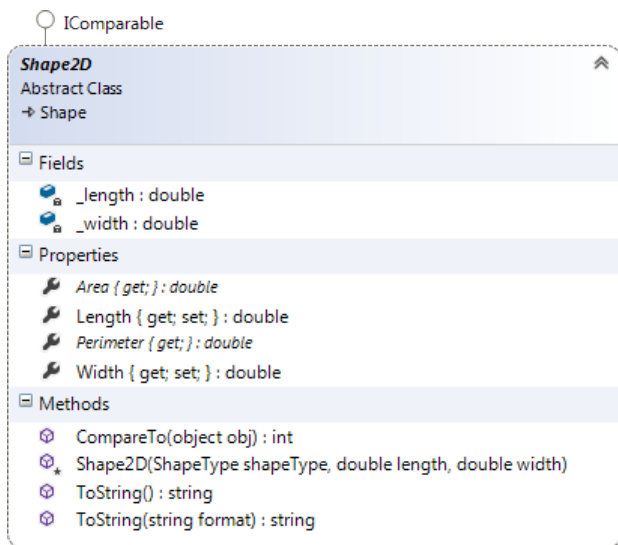 IComparable
Shape2D
Abstract Class
Shape
Fields
_length : double
_width : double
Properties
Area { get; } : double
Length { get; set; } : double
Perimeter { get; } : double
Width { get; set; } : double
Methods
CompareTo(object obj) : int
Shape2D(ShapeType shapeType, double length, double width)
ToString() : string
ToString(string format) : string